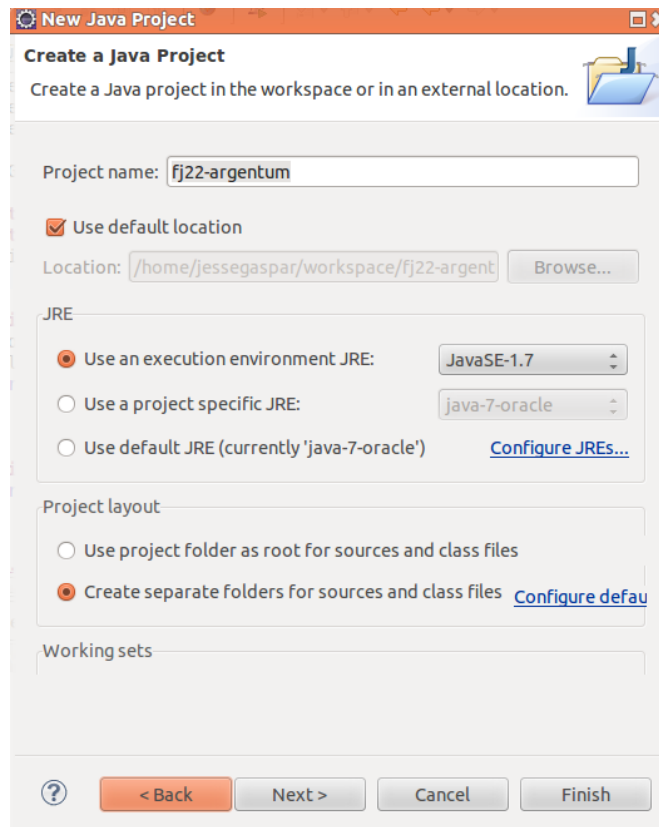 New Java Project
Create a Java Project
Create a Java project in the workspace or in an external location.
Project name: fj22-argentum
Use default location
Location: /home/jessegaspar/workspace/fj22-argent Browse...
JRE
Use an execution environment JRE: JavaSE-1.7
Use a project specific JRE: java-7-oracle
Use default JRE (currently 'java-7-oracle') Configure JREs...
Project layout
Use project folder as root for sources and class files
Create separate folders for sources and class files Configure defau
Working sets
? < Back Next > Cancel Finish